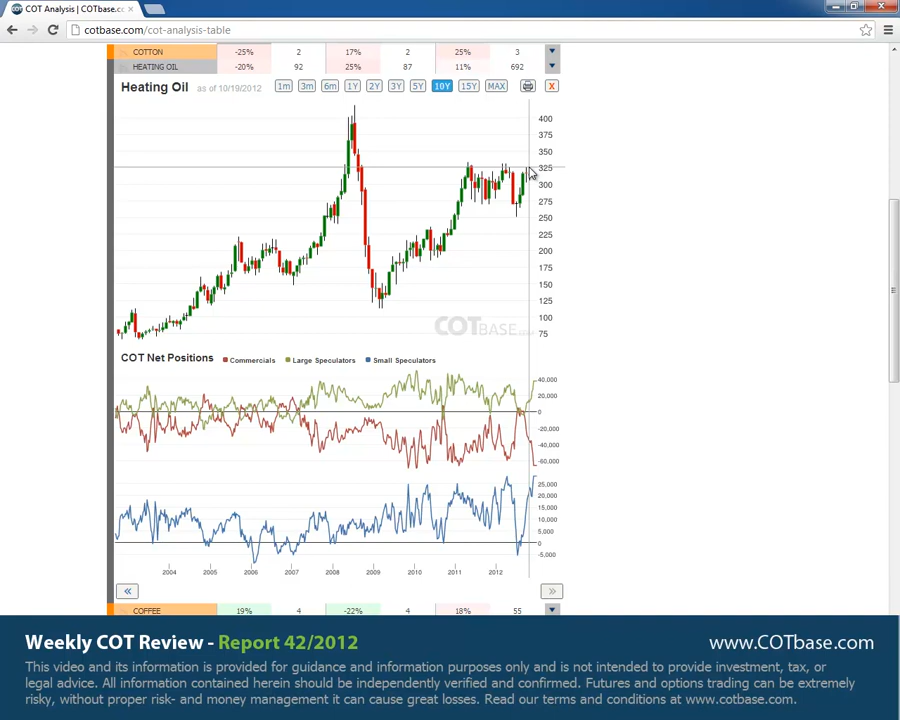 COT Analysis | COTbase.cc
cotbase.com/cot-analysis-table
COTTON -25% 2 17% 2 25% 3
HEATING OIL -20% 92 25% 87 11% 692
Heating Oil as of 10/19/2012 1m 3m 6m 1Y 2Y 3Y 5Y 10Y 15Y MAX X
400
375
350
325
300
275
250
225
200
175
150
125
100
75
COTBASE.com
COT Net Positions Commercials Large Speculators Small Speculators
40,000
0
-20,000
-40,000
-60,000
25,000
20,000
15,000
10,000
5,000
0
-5,000
2004 2005 2006 2007 2008 2009 2010 2011 2012
« »
COFFEE 19% 4 -22% 4 18% 55
Weekly COT Review - Report 42/2012 www.COTbase.com
This video and its information is provided for guidance and information purposes only and is not intended to provide investment, tax, or
legal advice. All information contained herein should be independently verified and confirmed. Futures and options trading can be extremely
risky, without proper risk- and money management it can cause great losses. Read our terms and conditions at www.cotbase.com.